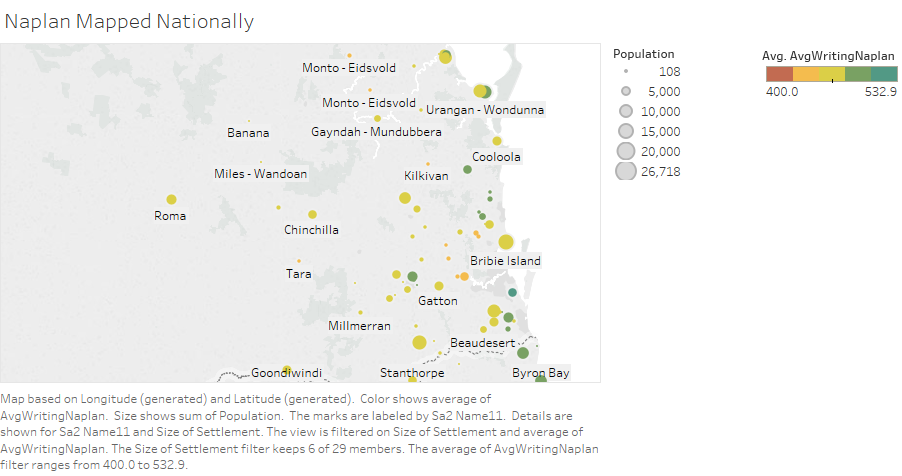 Naplan Mapped Nationally
Population
108
5,000
10,000
15,000
20,000
26,718
Avg. AvgWritingNaplan
400.0 532.9
Monto - Eidsvold
Monto - Eidsvold
Urangan - Wondunna
Banana
Gayndah - Mundubbera
Cooloola
Miles - Wandoan
Kilkivan
Roma
Chinchilla
Bribie Island
Tara
Gatton
Millmerran
Beaudesert
Goondiwindi
Stanthorpe
Byron Bay
Map based on Longitude (generated) and Latitude (generated).  Color shows average of
AvgWritingNaplan.  Size shows sum of Population.  The marks are labeled by Sa2 Name11.  Details are
shown for Sa2 Name11 and Size of Settlement. The view is filtered on Size of Settlement and average of
AvgWritingNaplan. The Size of Settlement filter keeps 6 of 29 members. The average of AvgWritingNaplan
filter ranges from 400.0 to 532.9.